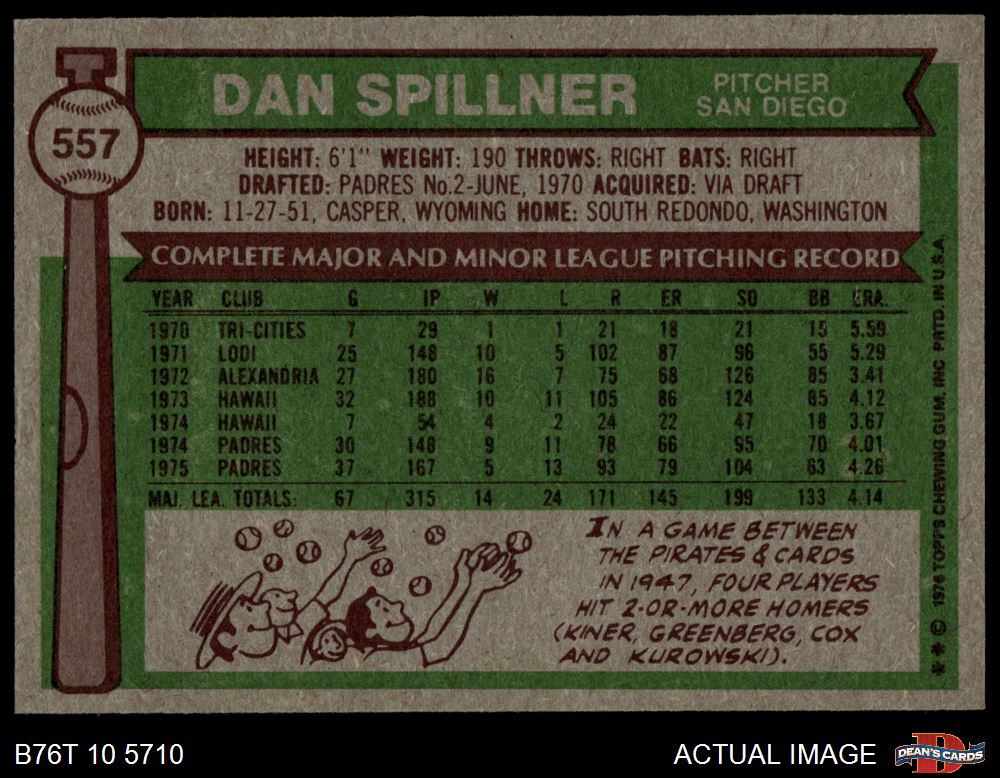 557
DAN SPILLNER
PITCHER
SAN DIEGO
HEIGHT: 6'1" WEIGHT: 190 THROWS: RIGHT BATS: RIGHT
DRAFTED: PADRES No.2-JUNE, 1970 ACQUIRED: VIA DRAFT
BORN: 11-27-51, CASPER, WYOMING HOME: SOUTH REDONDO, WASHINGTON
COMPLETE MAJOR AND MINOR LEAGUE PITCHING RECORD
YEAR CLUB G IP W L R ER SO BB ERA.
1970 TRI-CITIES 7 29 1 1 21 18 21 15 5.59
1971 LODI 25 148 10 5 102 87 96 55 5.29
1972 ALEXANDRIA 27 180 16 7 75 68 126 85 3.41
1973 HAWAII 32 188 10 11 105 86 124 85 4.12
1974 HAWAII 7 54 4 2 24 22 47 18 3.67
1974 PADRES 30 148 9 11 78 66 95 70 4.01
1975 PADRES 37 167 5 13 93 79 104 63 4.26
MAJ. LEA. TOTALS: 67 315 14 24 171 145 199 133 4.14
IN A GAME BETWEEN
THE PIRATES & CARDS
IN 1947, FOUR PLAYERS
HIT 2-OR-MORE HOMERS
(KINER, GREENBERG, COX
AND KUROWSKI).
** © 1976 TOPPS CHEWING GUM, INC PRTD. IN U.S.A.
B76T 10 5710
ACTUAL IMAGE
DEAN'S CARDS